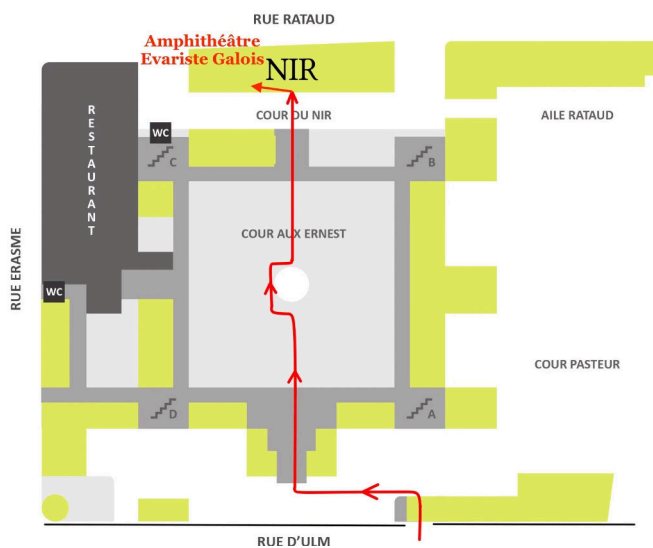 RUE RATAUD
Amphithéâtre
Evariste Galois
NIR
COUR DU NIR
AILE RATAUD
WC
C
B
RESTAURANT
RUE ERASME
COUR AUX ERNEST
WC
COUR PASTEUR
D
A
RUE D'ULM